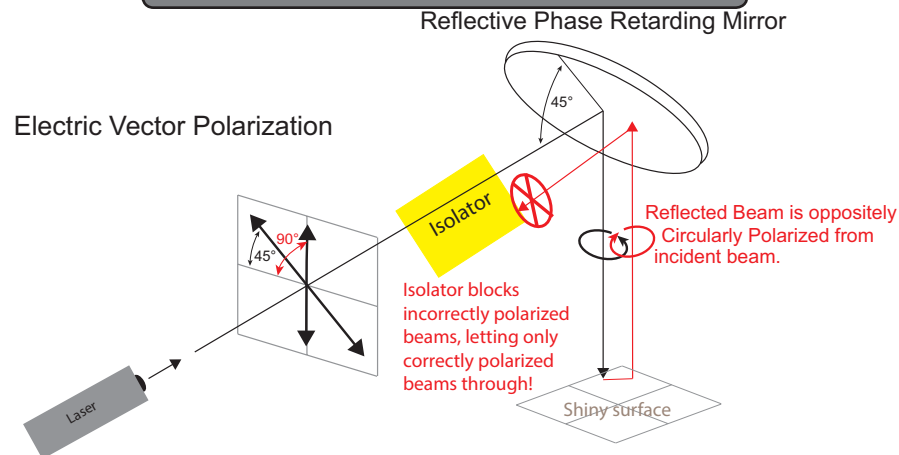 Reflective Phase Retarding Mirror
45°
Electric Vector Polarization
90°
45°
Isolator
Reflected Beam is oppositely
Circularly Polarized from
incident beam.
Isolator blocks
incorrectly polarized
beams, letting only
correctly polarized
beams through!
Laser
Shiny surface